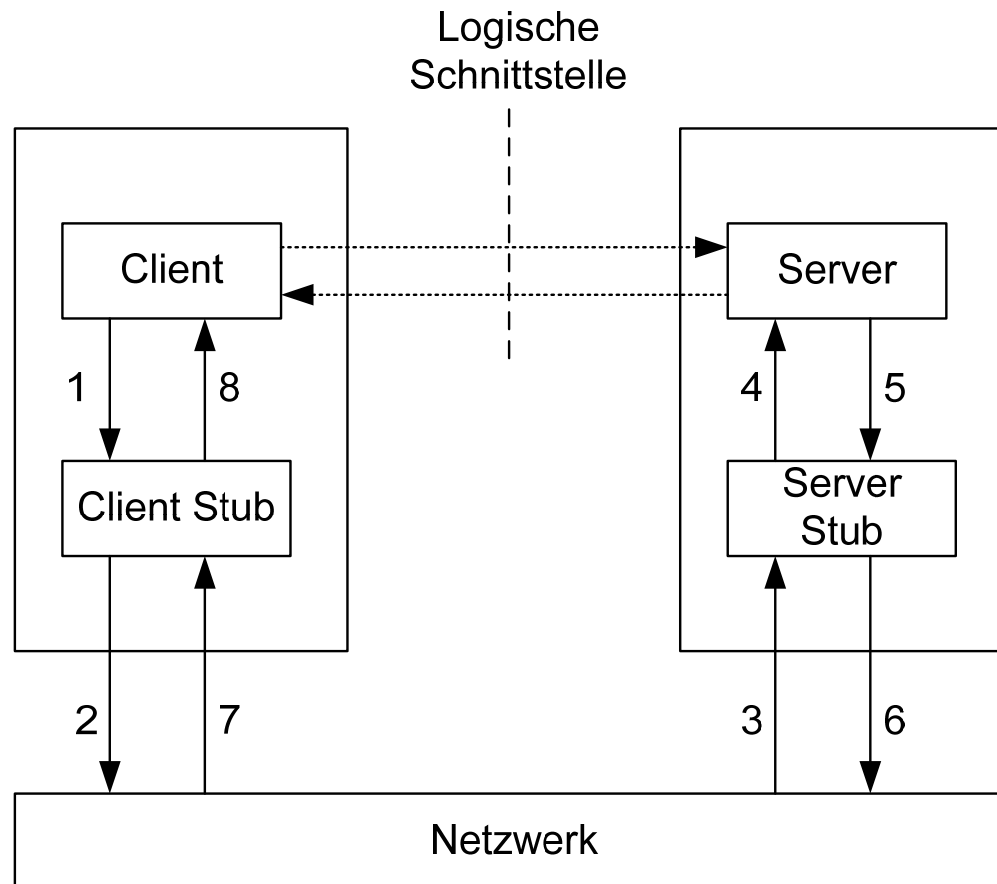 Logische
Schnittstelle
Client
Server
1
8
4
5
Client Stub
Server
Stub
2
7
3
6
Netzwerk